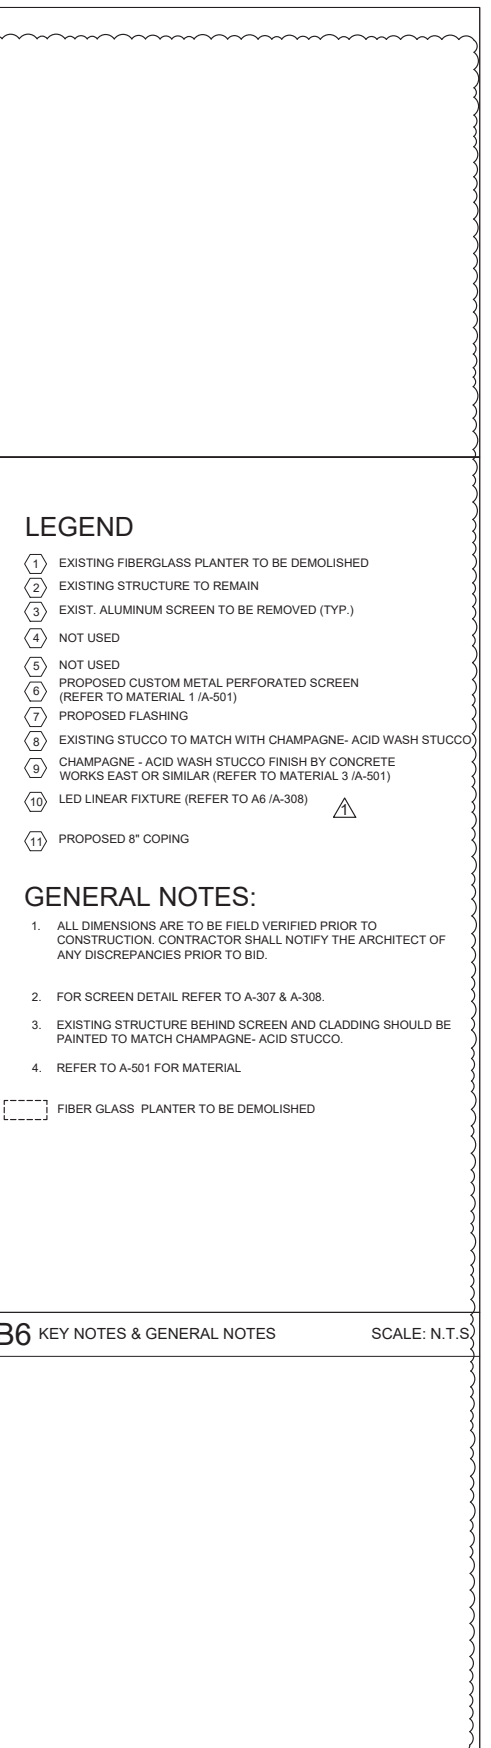 LEGEND
1 EXISTING FIBERGLASS PLANTER TO BE DEMOLISHED
2 EXISTING STRUCTURE TO REMAIN
3 EXIST. ALUMINUM SCREEN TO BE REMOVED (TYP.)
4 NOT USED
5 NOT USED
6 PROPOSED CUSTOM METAL PERFORATED SCREEN
(REFER TO MATERIAL 1 /A-501)
7 PROPOSED FLASHING
8 EXISTING STUCCO TO MATCH WITH CHAMPAGNE- ACID WASH STUCCO
9 CHAMPAGNE - ACID WASH STUCCO FINISH BY CONCRETE
WORKS EAST OR SIMILAR (REFER TO MATERIAL 3 /A-501)
10 LED LINEAR FIXTURE (REFER TO A6 /A-308) 1
11 PROPOSED 8" COPING
GENERAL NOTES:
1. ALL DIMENSIONS ARE TO BE FIELD VERIFIED PRIOR TO
CONSTRUCTION. CONTRACTOR SHALL NOTIFY THE ARCHITECT OF
ANY DISCREPANCIES PRIOR TO BID.
2. FOR SCREEN DETAIL REFER TO A-307 & A-308.
3. EXISTING STRUCTURE BEHIND SCREEN AND CLADDING SHOULD BE
PAINTED TO MATCH CHAMPAGNE- ACID STUCCO.
4. REFER TO A-501 FOR MATERIAL
FIBER GLASS PLANTER TO BE DEMOLISHED
B6 KEY NOTES & GENERAL NOTES SCALE: N.T.S